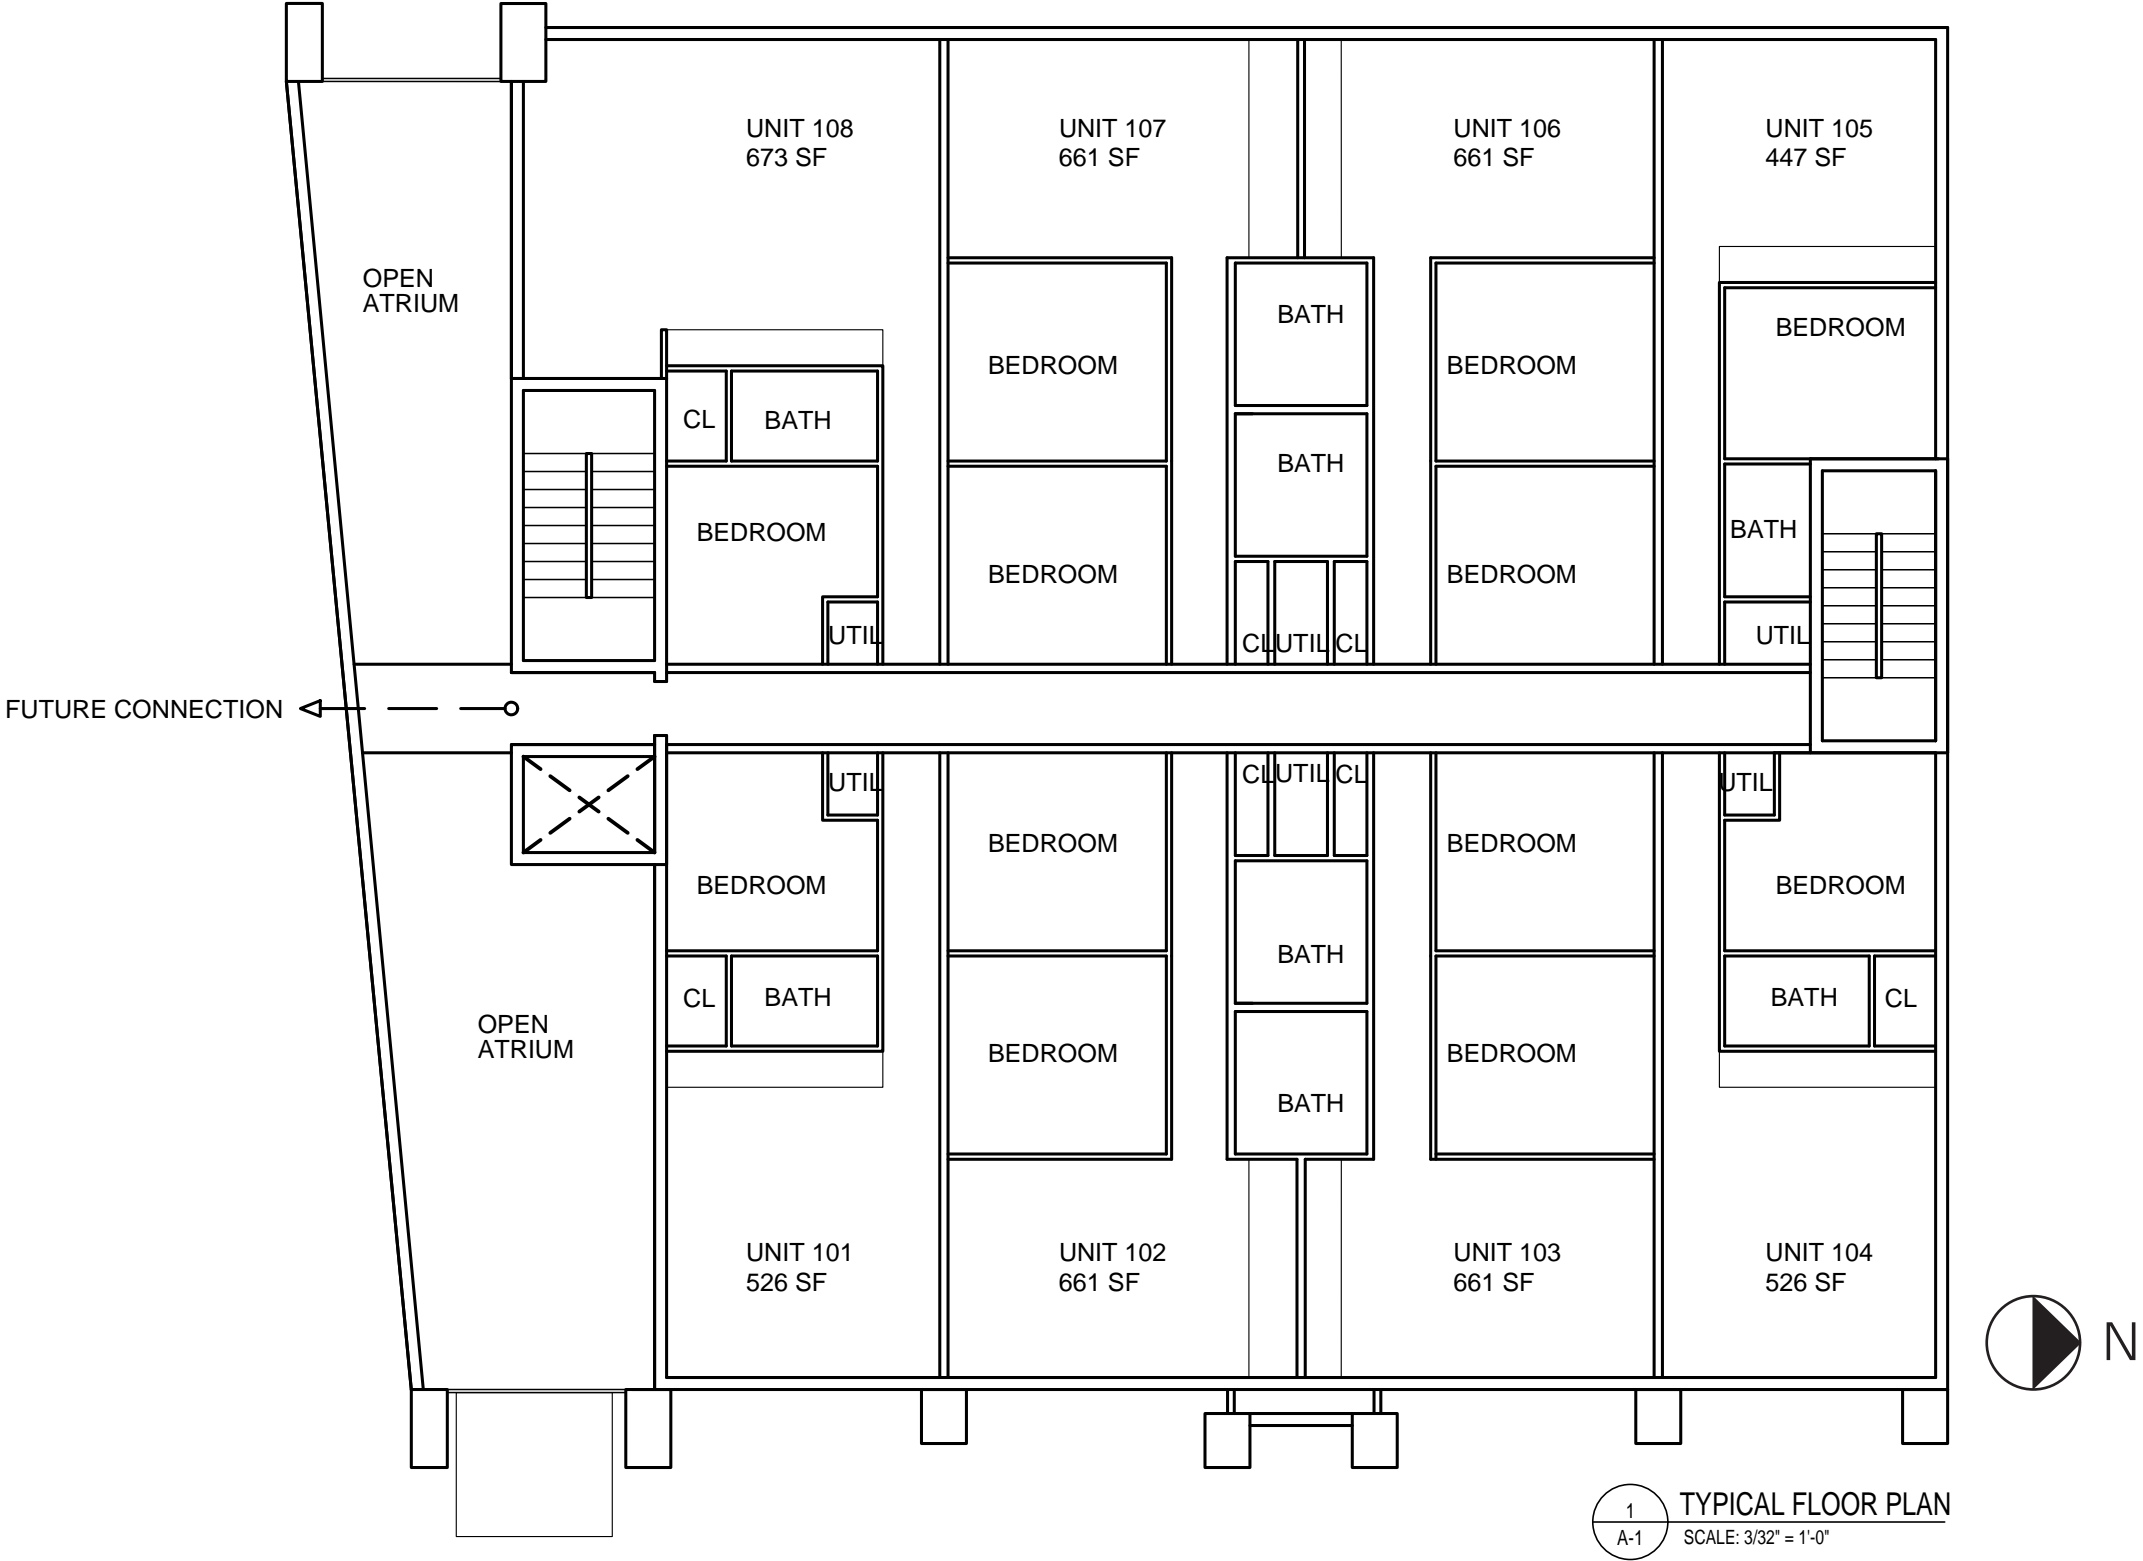 UNIT 108
673 SF
UNIT 107
661 SF
UNIT 106
661 SF
UNIT 105
447 SF
OPEN
ATRIUM
BATH
BEDROOM
BEDROOM
BEDROOM
CL
BATH
BATH
BEDROOM
BATH
BEDROOM
BEDROOM
UTIL
CL
UTIL
CL
UTIL
FUTURE CONNECTION
UTIL
CL
UTIL
CL
UTIL
BEDROOM
BEDROOM
BEDROOM
BEDROOM
BATH
CL
BATH
BATH
CL
OPEN
ATRIUM
BEDROOM
BEDROOM
BATH
UNIT 101
526 SF
UNIT 102
661 SF
UNIT 103
661 SF
UNIT 104
526 SF
N
1
A-1
TYPICAL FLOOR PLAN
SCALE: 3/32" = 1'-0"